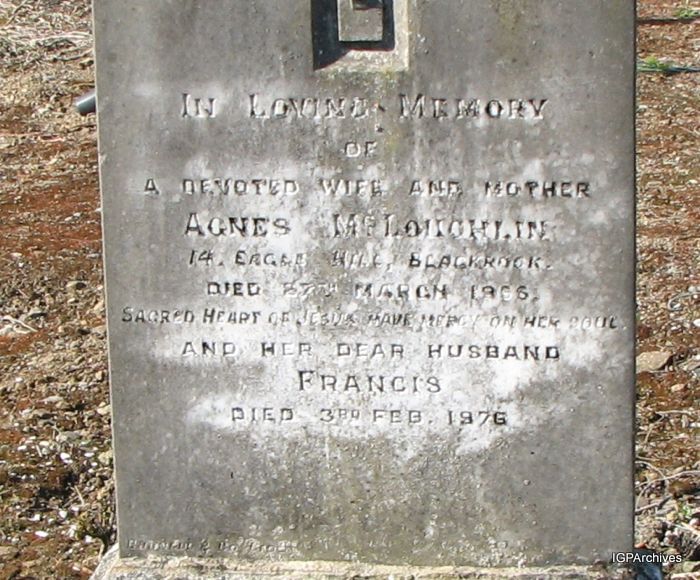 In Loving Memory
OF
A DEVOTED WIFE AND MOTHER
AGNES McLOUGHLIN
14, EAGLE HILL, BLACKROCK.
DIED 27TH MARCH 1966.
SACRED HEART OF JESUS HAVE MERCY ON HER SOUL
AND HER DEAR HUSBAND
FRANCIS
DIED 3RD FEB. 1976
IGPArchives